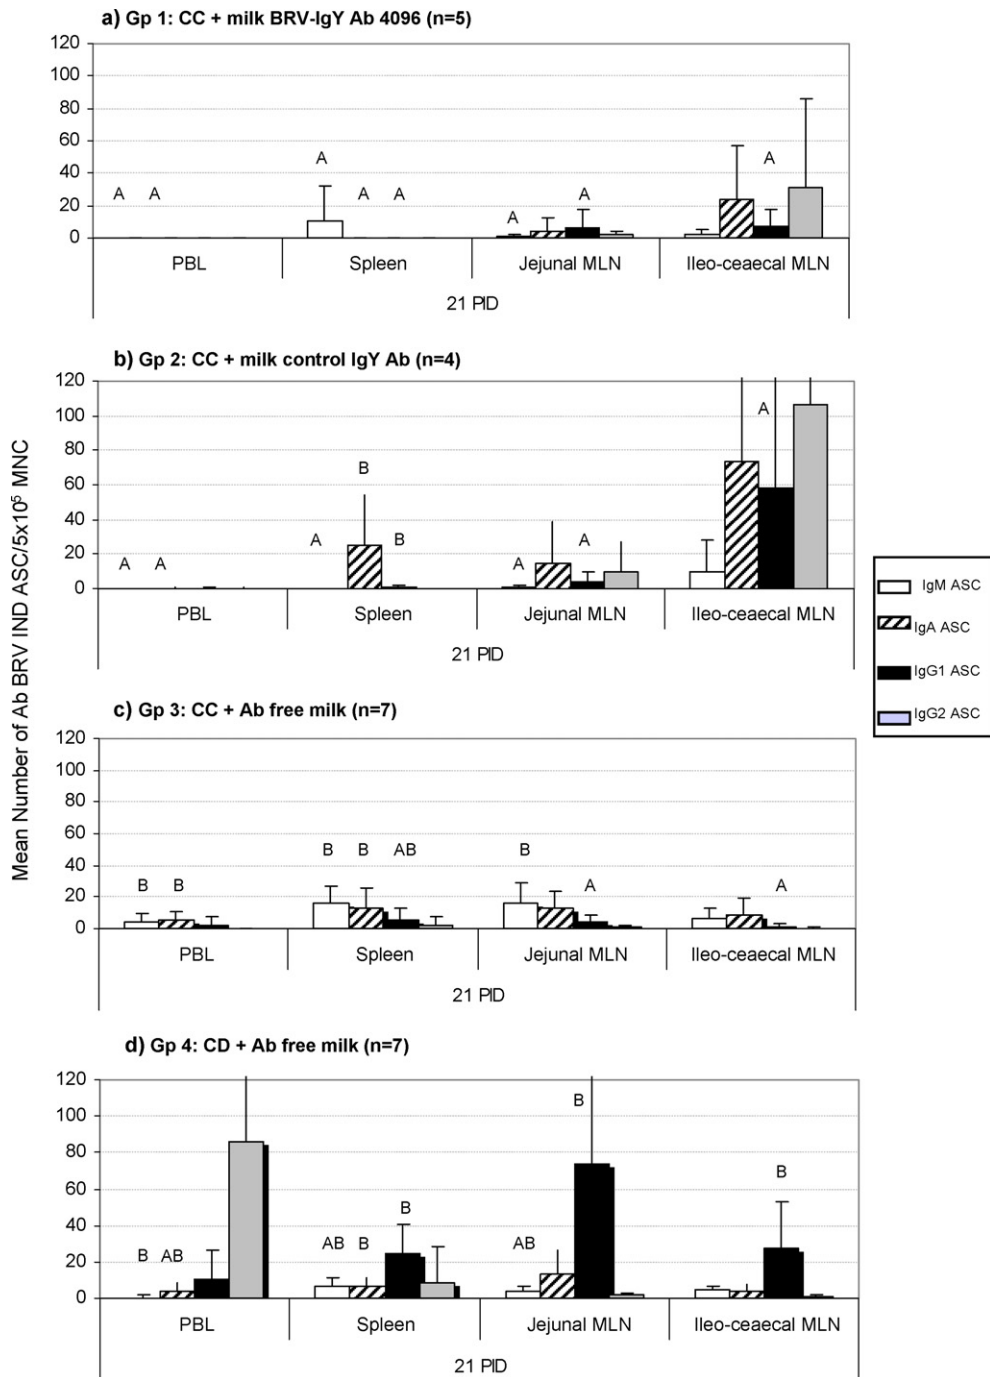 a) Gp 1: CC + milk BRV-IgY Ab 4096 (n=5)
120
100
80
60
40
20
0
A A
A
A A
A
A
A
PBL Spleen Jejunal MLN Ileo-ceaecal MLN
21 PID
b) Gp 2: CC + milk control IgY Ab (n=4)
120
100
80
60
40
20
0
A A
A
B
B
A
A
A
PBL Spleen Jejunal MLN Ileo-ceaecal MLN
21 PID
c) Gp 3: CC + Ab free milk (n=7)
120
100
80
60
40
20
0
B B
B B AB
B
A
A
PBL Spleen Jejunal MLN Ileo-ceaecal MLN
21 PID
d) Gp 4: CD + Ab free milk (n=7)
120
100
80
60
40
20
0
B AB
AB B
B
AB
B
B
PBL Spleen Jejunal MLN Ileo-ceaecal MLN
21 PID
Mean Number of Ab BRV IND ASC/5x10⁵ MNC
IgM ASC
IgA ASC
IgG1 ASC
IgG2 ASC